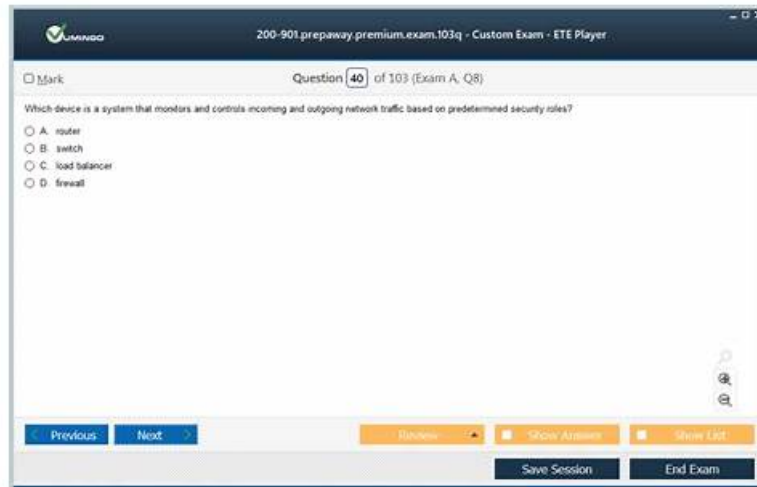 VUMINGO
200-901.prepaway.premium.exam.103q - Custom Exam - ETE Player
Mark
Question 40 of 103 (Exam A, Q8)
Which device is a system that monitors and controls incoming and outgoing network traffic based on predetermined security roles?
A. router
B. switch
C. load balancer
D. firewall
Previous Next Review Show Answer Show List
Save Session End Exam